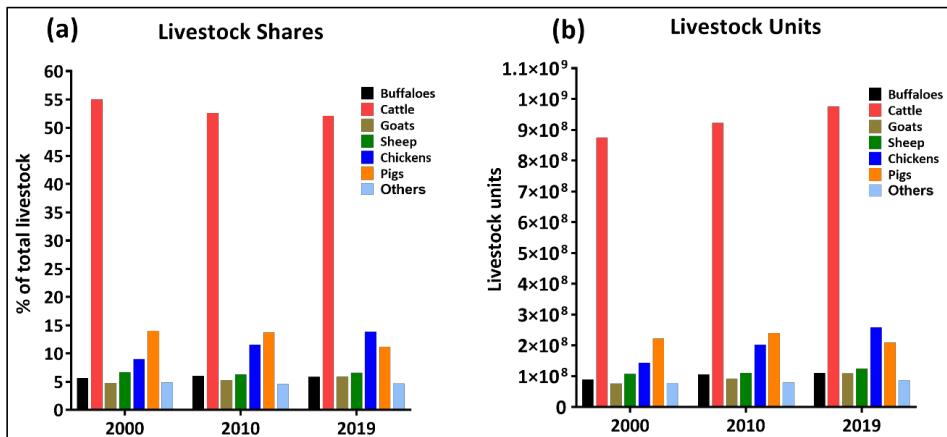 (a)
Livestock Shares
% of total livestock
60
55
50
45
40
35
30
25
20
15
10
5
0
2000
2010
2019
Buffaloes
Cattle
Goats
Sheep
Chickens
Pigs
Others
(b)
Livestock Units
Livestock units
1.1×10⁹
1×10⁹
9×10⁸
8×10⁸
7×10⁸
6×10⁸
5×10⁸
4×10⁸
3×10⁸
2×10⁸
1×10⁸
0
2000
2010
2019
Buffaloes
Cattle
Goats
Sheep
Chickens
Pigs
Others